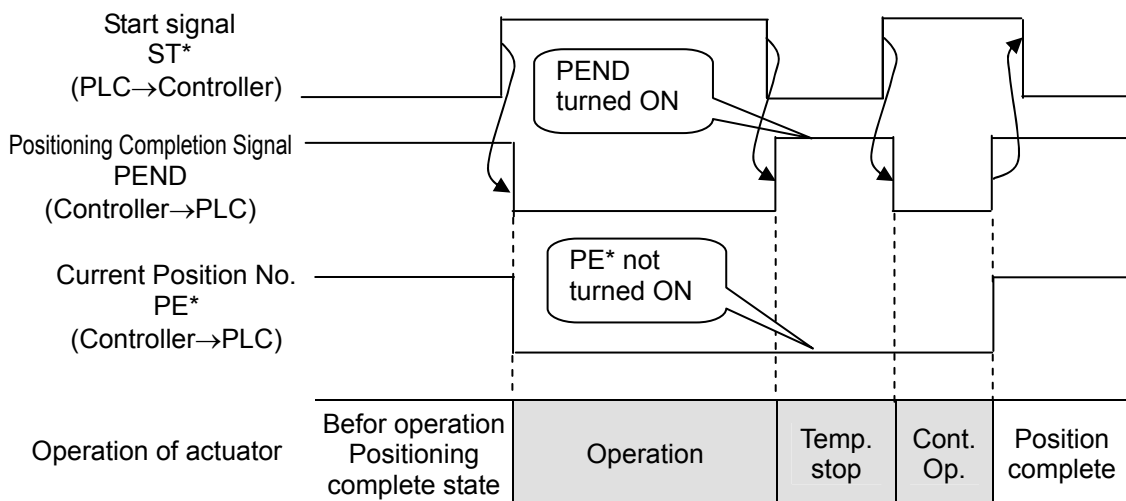 Start signal
ST*
(PLC→Controller)
PEND
turned ON
Positioning Completion Signal
PEND
(Controller→PLC)
Current Position No.
PE*
(Controller→PLC)
PE* not
turned ON
Operation of actuator
Befor operation
Positioning
complete state
Operation
Temp.
stop
Cont.
Op.
Position
complete